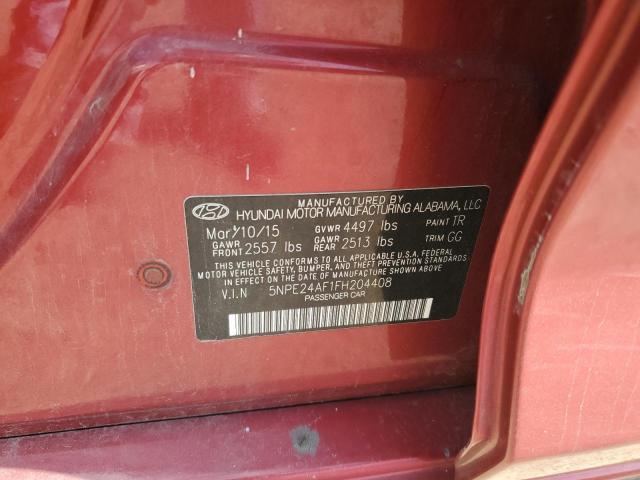 MANUFACTURED BY
HYUNDAI MOTOR MANUFACTURING ALABAMA, LLC
Mar/10/15 GVWR 4497 lbs PAINT TR
GAWR FRONT 2557 lbs GAWR REAR 2513 lbs TRIM GG
THIS VEHICLE CONFORMS TO ALL APPLICABLE U.S.A. FEDERAL
MOTOR VEHICLE SAFETY, BUMPER, AND THEFT PREVENTION STANDARDS
IN EFFECT ON THE DATE OF MANUFACTURE SHOWN ABOVE.
V.I.N 5NPE24AF1FH204408
PASSENGER CAR